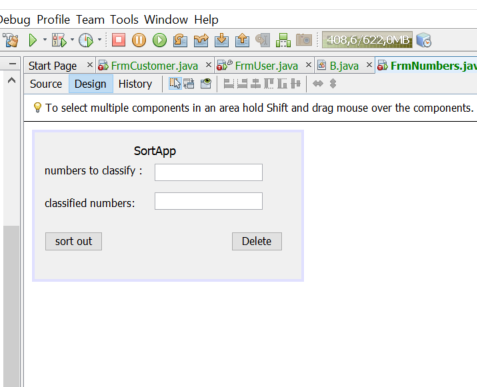 Debug Profile Team Tools Window Help
408,6/622,0MB
Start Page FrmCustomer.java FrmUser.java B.java FrmNumbers.jav
Source Design History
To select multiple components in an area hold Shift and drag mouse over the components.
SortApp
numbers to classify :
classified numbers:
sort out Delete